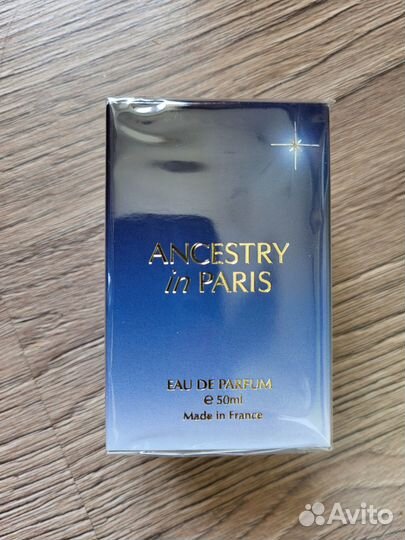 ANCESTRY
in PARIS
EAU DE PARFUM
℮ 50ml
Made in France
Avito